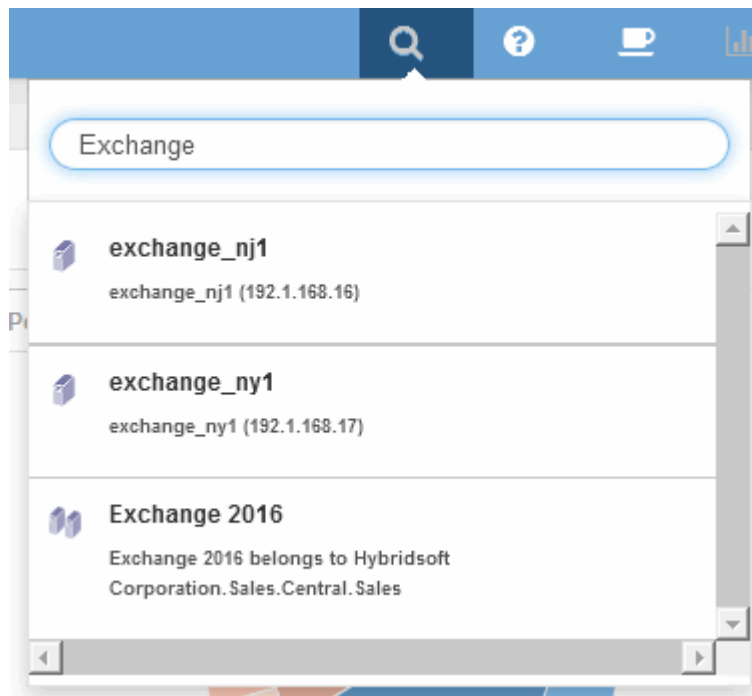 Exchange
exchange_nj1
exchange_nj1 (192.1.168.16)
exchange_ny1
exchange_ny1 (192.1.168.17)
Exchange 2016
Exchange 2016 belongs to Hybridsoft
Corporation.Sales.Central.Sales